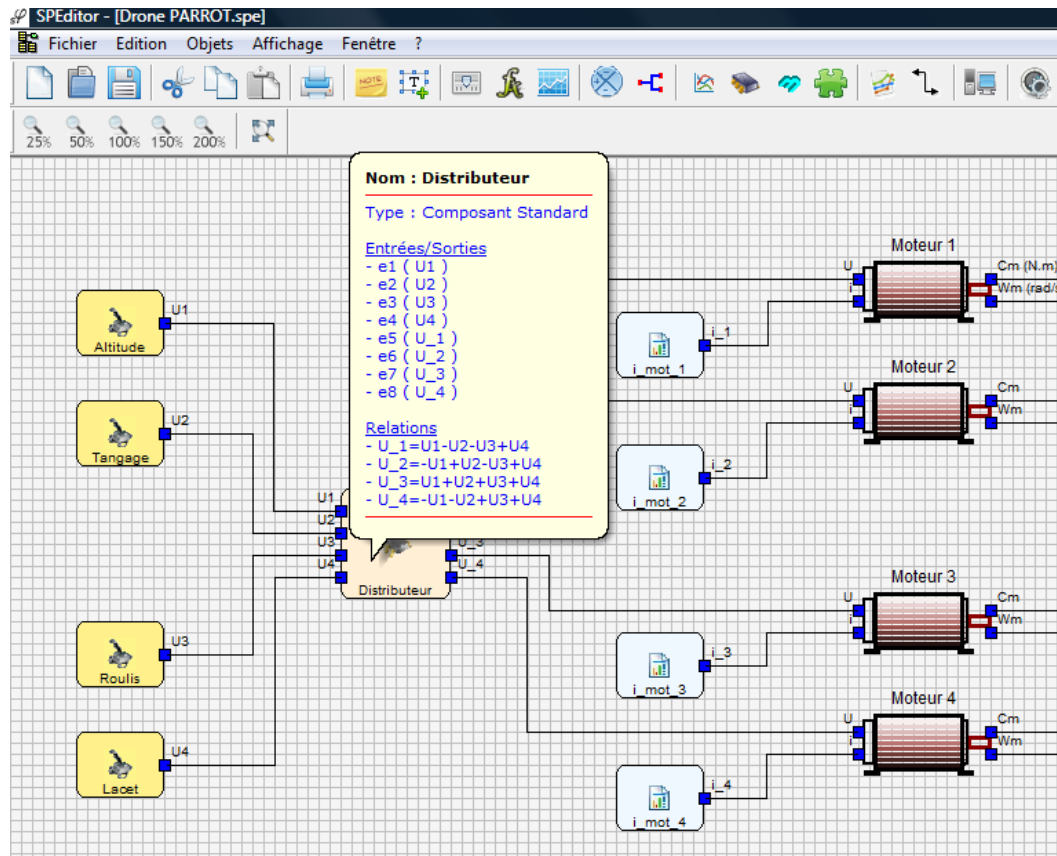 SPEditor - [Drone PARROT.spe]
Fichier Edition Objets Affichage Fenêtre ?
NOTE T
25% 50% 100% 150% 200%
Nom : Distributeur
Type : Composant Standard
Entrées/Sorties
- e1 ( U1 )
- e2 ( U2 )
- e3 ( U3 )
- e4 ( U4 )
- e5 ( U_1 )
- e6 ( U_2 )
- e7 ( U_3 )
- e8 ( U_4 )
Relations
- U_1=U1-U2-U3+U4
- U_2=-U1+U2-U3+U4
- U_3=U1+U2+U3+U4
- U_4=-U1-U2+U3+U4
U1
Altitude
U2
Tangage
U3
Roulis
U4
Lacet
U1
U2
U3
U4
U_3
U_4
Distributeur
i_1
i_mot_1
i_2
i_mot_2
i_3
i_mot_3
i_4
i_mot_4
Moteur 1
U
i
Cm (N.m)
Wm (rad/s
Moteur 2
U
i
Cm
Wm
Moteur 3
U
i
Cm
Wm
Moteur 4
U
i
Cm
Wm